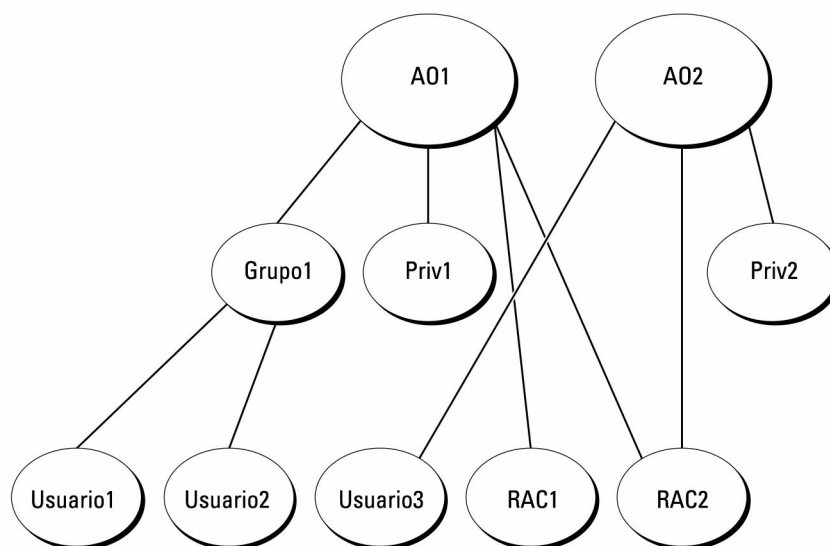 AO1
AO2
Grupo1
Priv1
Priv2
Usuario1
Usuario2
Usuario3
RAC1
RAC2